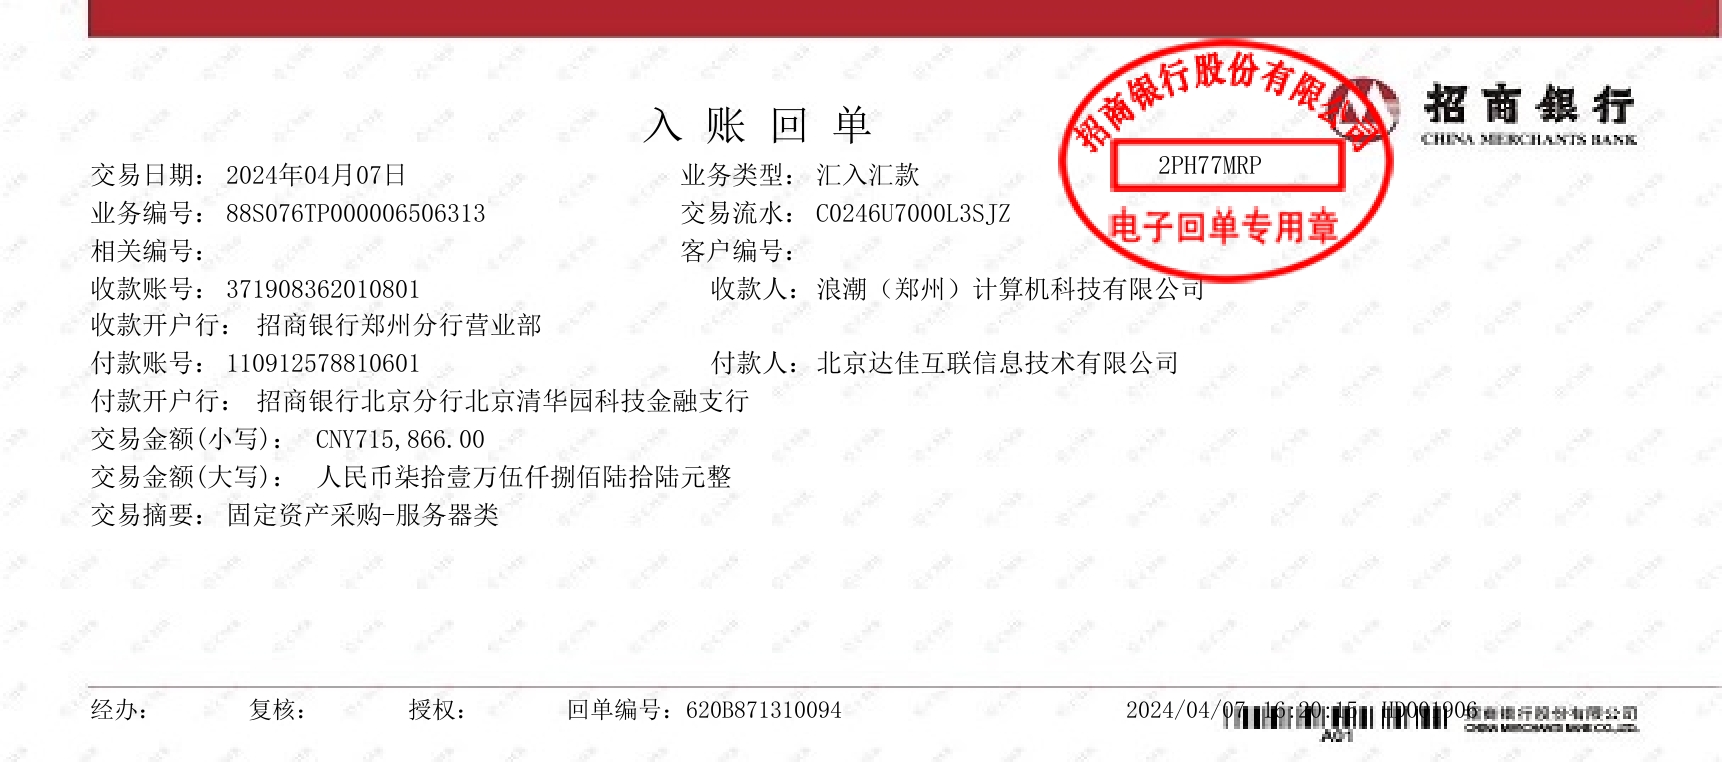 招商银行股份有限公司
2PH77MRP
电子回单专用章
招商银行
CHINA MERCHANTS BANK
入账回单
交易日期： 2024年04月07日 业务类型： 汇入汇款
业务编号： 88S076TP000006506313 交易流水： C0246U7000L3SJZ
相关编号： 客户编号：
收款账号： 371908362010801 收款人： 浪潮（郑州）计算机科技有限公司
收款开户行： 招商银行郑州分行营业部
付款账号： 110912578810601 付款人： 北京达佳互联信息技术有限公司
付款开户行： 招商银行北京分行北京清华园科技金融支行
交易金额(小写)： CNY715,866.00
交易金额(大写)： 人民币柒拾壹万伍仟捌佰陆拾陆元整
交易摘要： 固定资产采购-服务器类
经办： 复核： 授权： 回单编号：620B871310094 2024/04/07 16:20:15 HD001906 招商银行股份有限公司
CHINA MERCHANTS BANK CO.,LTD.
A01